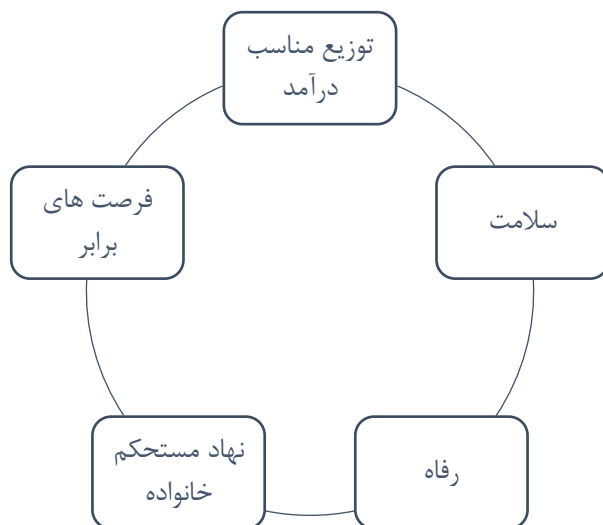 توزیع مناسب
درآمد
سلامت
رفاه
نهاد مستحکم
خانواده
فرصت های
برابر